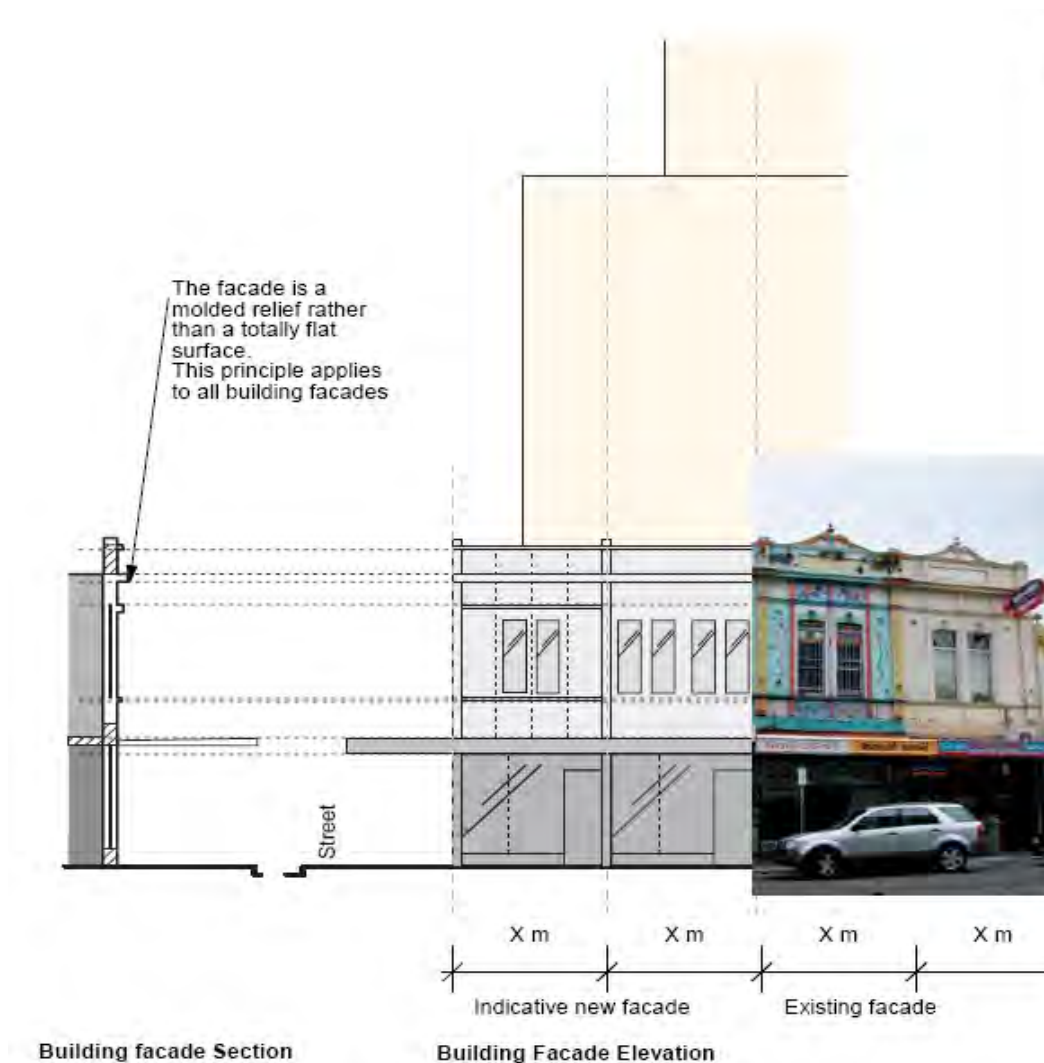 The facade is a
molded relief rather
than a totally flat
surface.
This principle applies
to all building facades
Street
X m
X m
X m
X m
Indicative new facade
Existing facade
Building facade Section
Building Facade Elevation